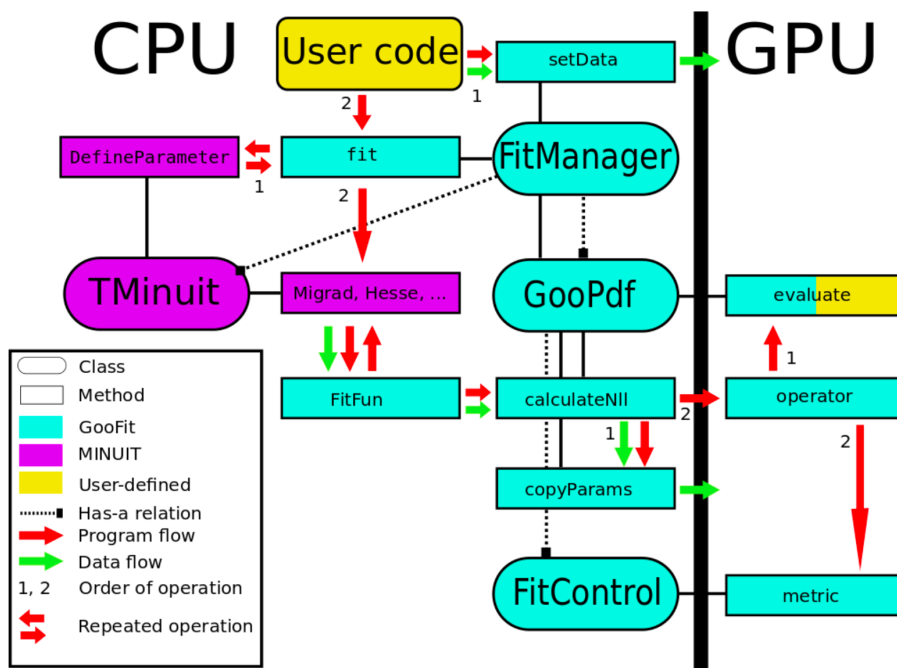 CPU
User code
GPU
setData
1
2
DefineParameter
fit
FitManager
1
2
TMinuit
Migrad, Hesse, ...
GooPdf
evaluate
1
FitFun
calculateNll
2
operator
1
2
copyParams
FitControl
metric
Class
Method
GooFit
MINUIT
User-defined
Has-a relation
Program flow
Data flow
1, 2 Order of operation
Repeated operation